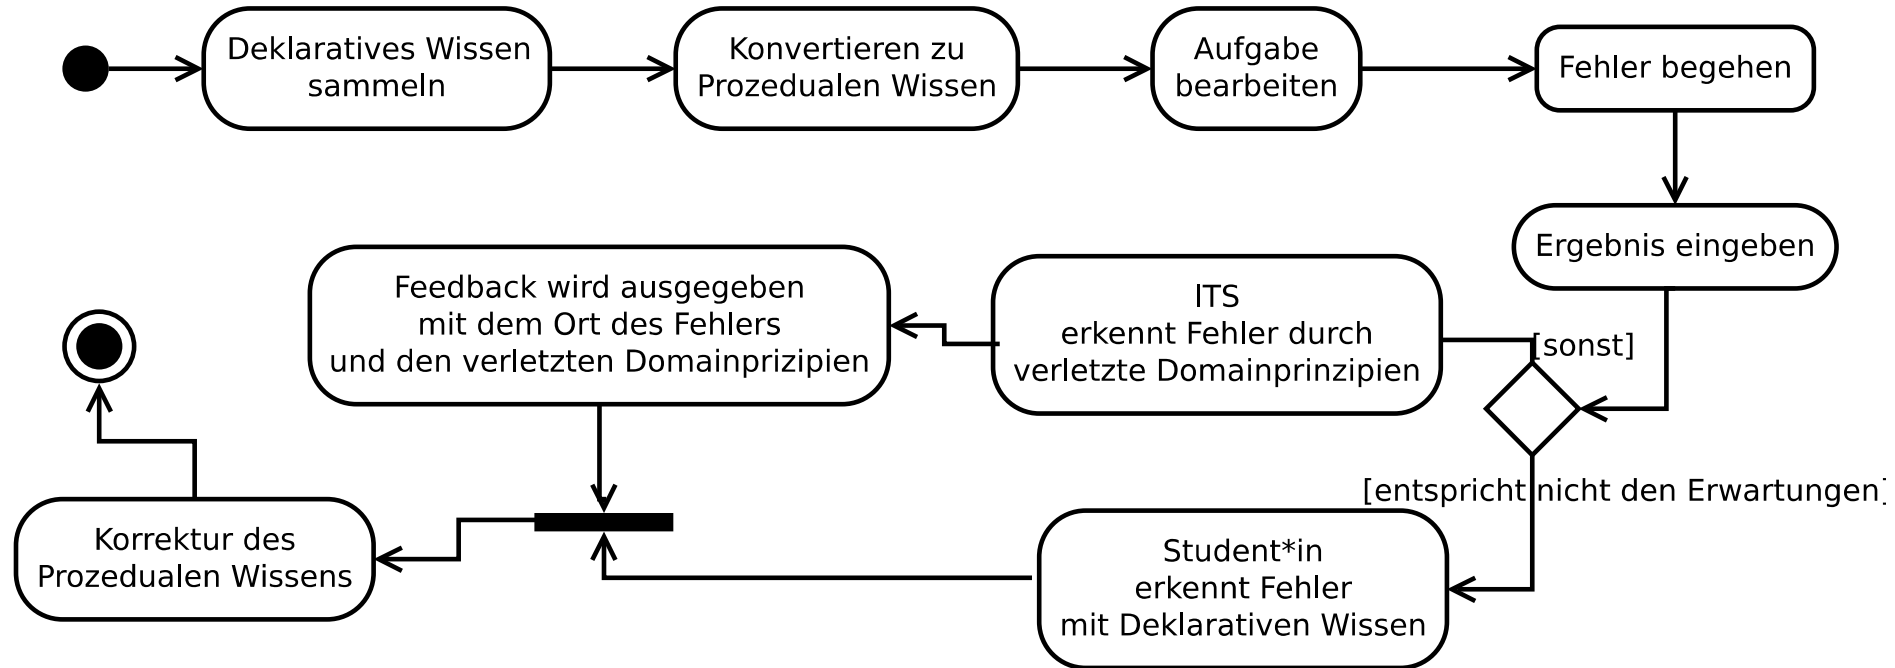 Deklaratives Wissen
sammeln
Konvertieren zu
Prozedualen Wissen
Aufgabe
bearbeiten
Fehler begehen
Ergebnis eingeben
[sonst]
ITS
erkennt Fehler durch
verletzte Domainprinzipien
Feedback wird ausgegeben
mit dem Ort des Fehlers
und den verletzten Domainprizipien
[entspricht nicht den Erwartungen]
Student*in
erkennt Fehler
mit Deklarativen Wissen
Korrektur des
Prozedualen Wissens